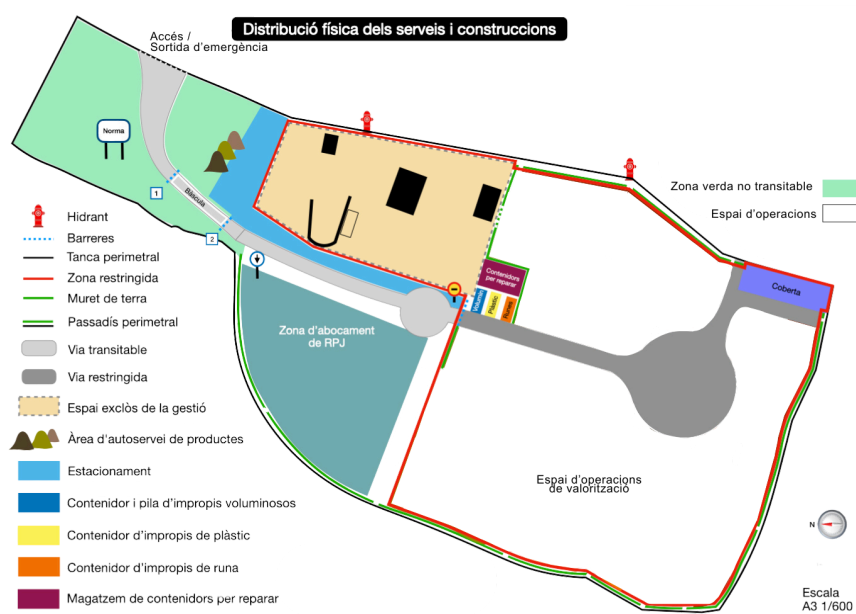 Distribució física dels serveis i construccions
Accés /
Sortida d'emergència
Norma
1
Bàscula
2
Zona verda no transitable
Espai d'operacions
Hidrant
Barreres
Tanca perimetral
Zona restringida
Muret de terra
Passadís perimetral
Via transitable
Via restringida
Espai exclòs de la gestió
Àrea d'autoservei de productes
Estacionament
Contenidor i pila d'impropis voluminosos
Contenidor d'impropis de plàstic
Contenidor d'impropis de runa
Magatzem de contenidors per reparar
Contenidors
per reparar
Plàstic
Runes
Coberta
Zona d'abocament
de RPJ
Espai d'operacions
de valorització
N
Escala
A3 1/600